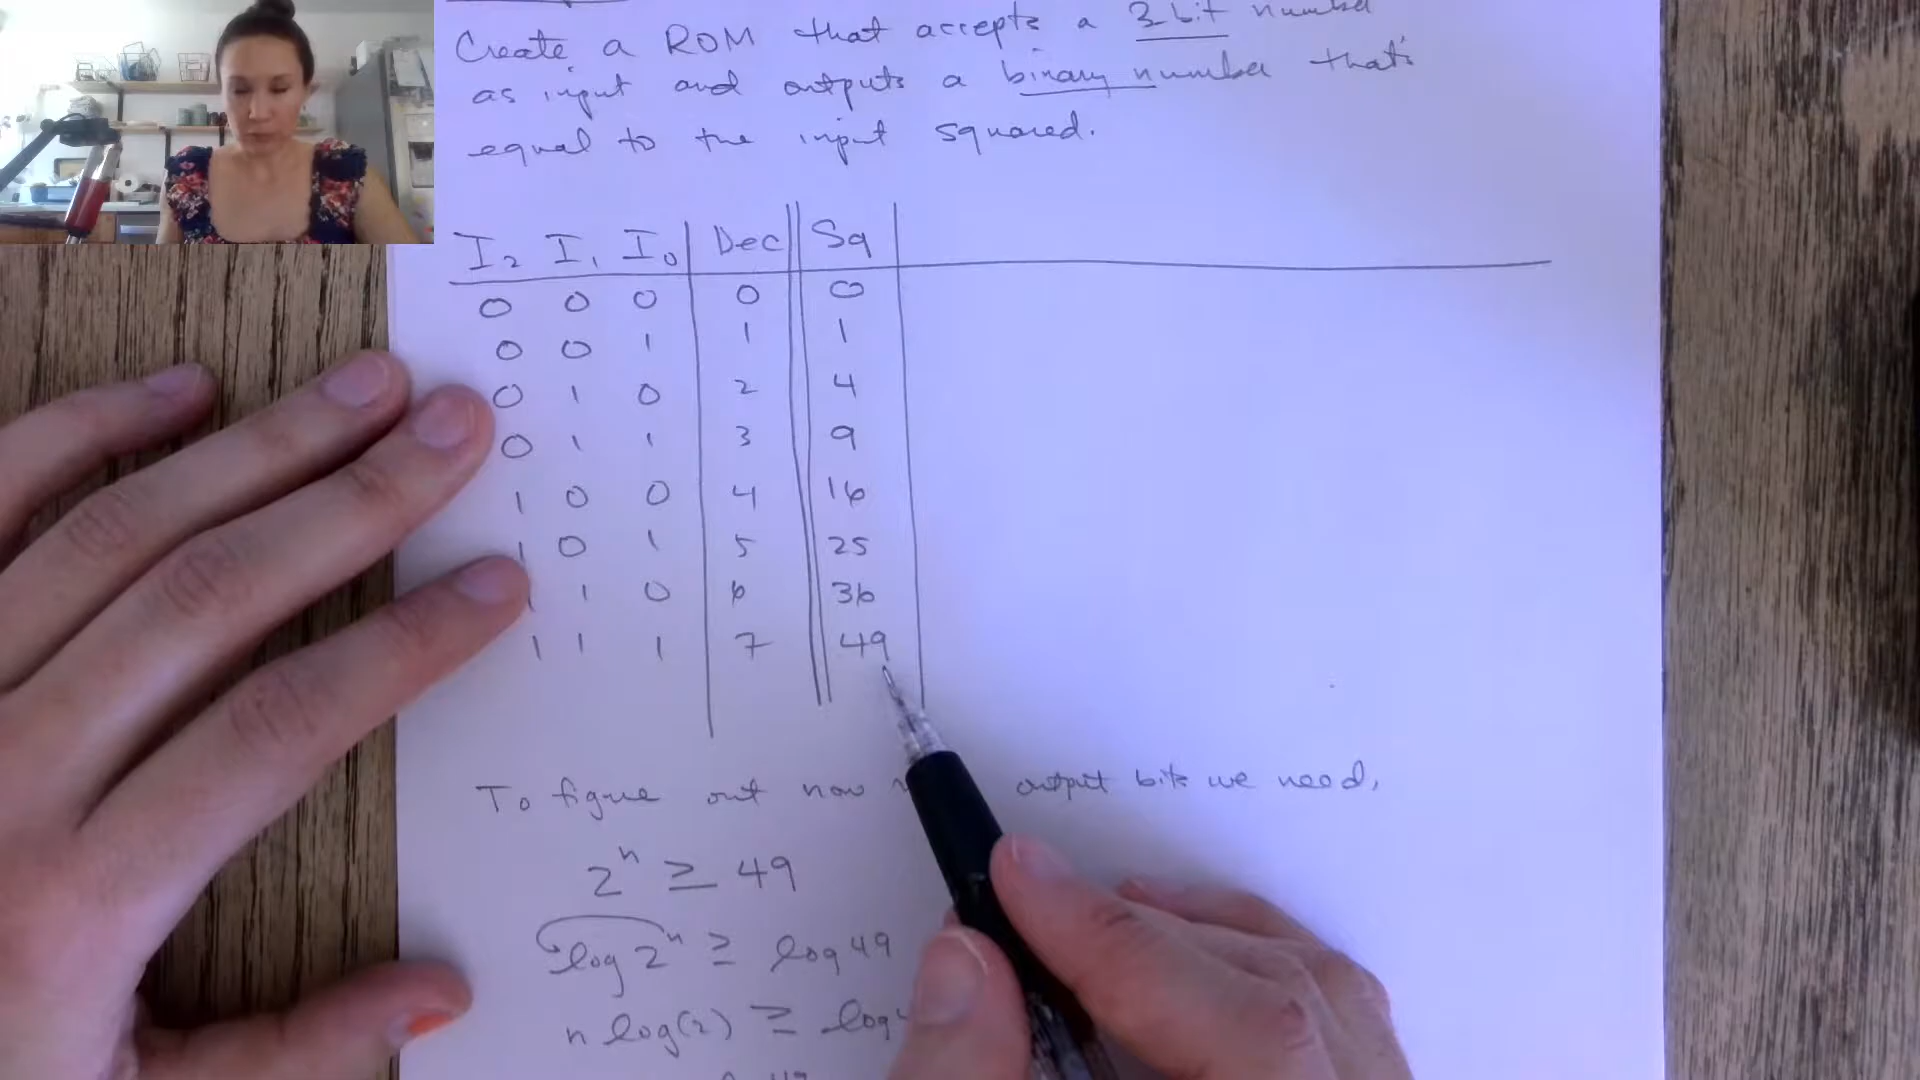 Create a ROM that accepts a 3-bit number
as input and outputs a binary number that's
equal to the input squared.
I2 I1 I0 Dec Sq
0 0 0 0 0
0 0 1 1 1
0 1 0 2 4
0 1 1 3 9
1 0 0 4 16
1 0 1 5 25
1 1 0 6 36
1 1 1 7 49
To figure out how output bits we need,
2^n ≥ 49
log 2^n ≥ log 49
n log(2) ≥ log